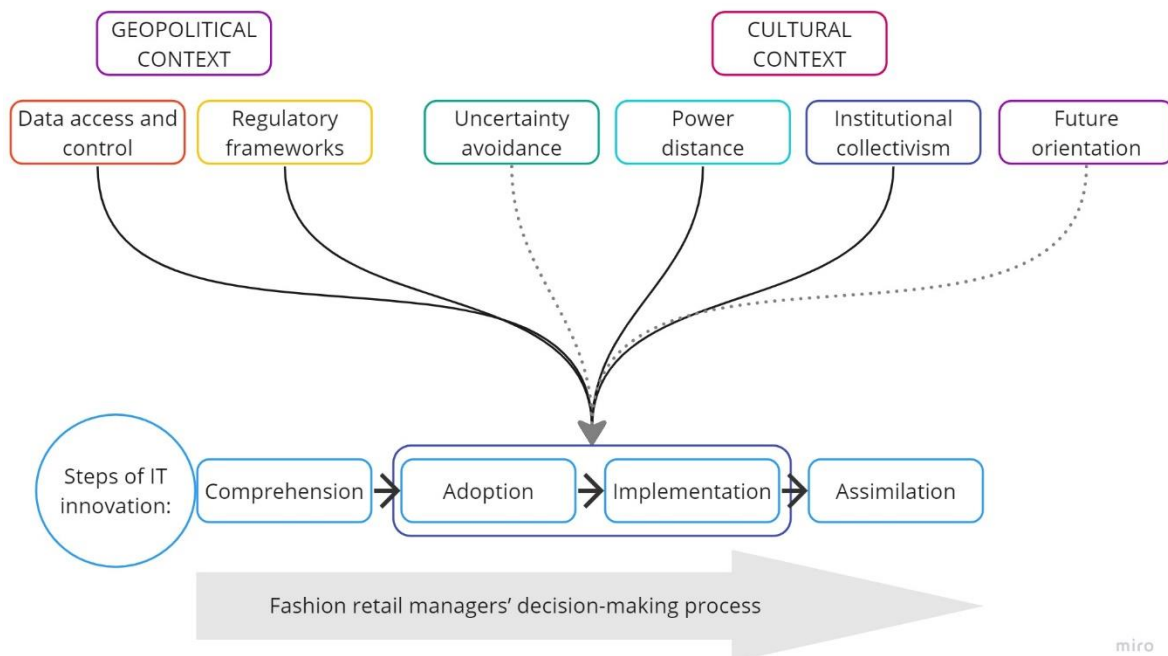 GEOPOLITICAL
CONTEXT
CULTURAL
CONTEXT
Data access and
control
Regulatory
frameworks
Uncertainty
avoidance
Power
distance
Institutional
collectivism
Future
orientation
Steps of IT
innovation:
Comprehension
Adoption
Implementation
Assimilation
Fashion retail managers’ decision-making process
miro